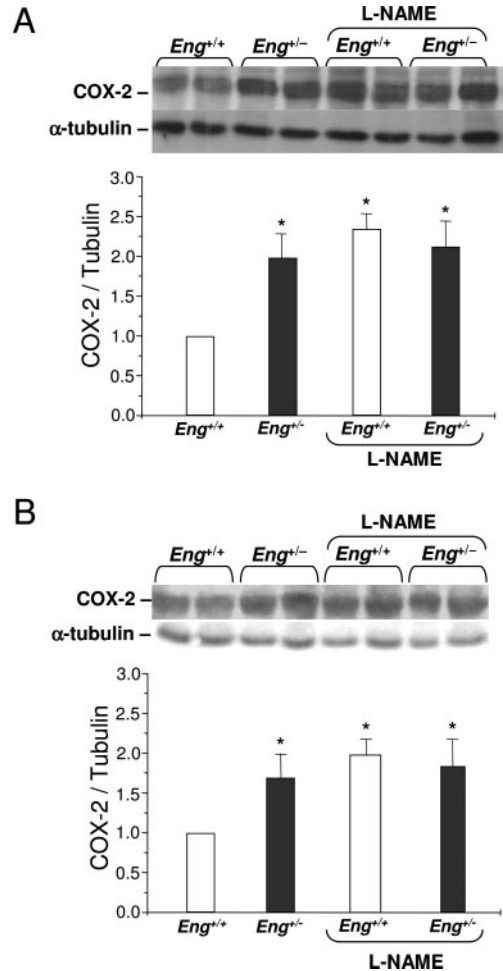 A
L-NAME
Eng+/+ Eng+/– Eng+/+ Eng+/–
COX-2 –
α-tubulin –
COX-2 / Tubulin
3.0
2.5
2.0
1.5
1.0
0.5
0.0
* * *
Eng+/+ Eng+/- Eng+/+ Eng+/-
L-NAME
B
L-NAME
Eng+/+ Eng+/– Eng+/+ Eng+/–
COX-2 –
α-tubulin –
COX-2 / Tubulin
3.0
2.5
2.0
1.5
1.0
0.5
0.0
* * *
Eng+/+ Eng+/- Eng+/+ Eng+/-
L-NAME